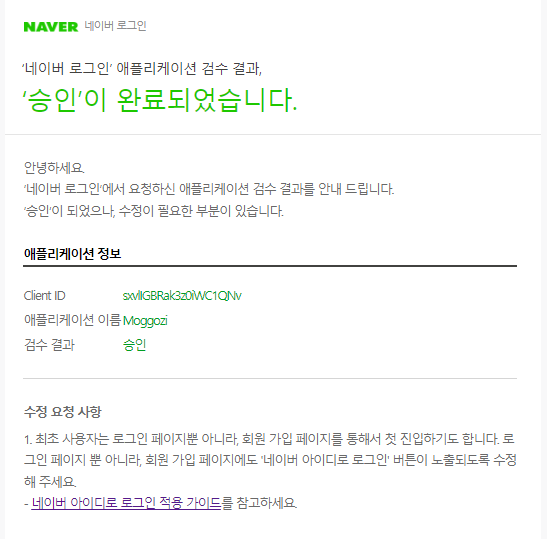 NAVER 네이버 로그인
'네이버 로그인' 애플리케이션 검수 결과,
'승인'이 완료되었습니다.
안녕하세요.
'네이버 로그인'에서 요청하신 애플리케이션 검수 결과를 안내 드립니다.
'승인'이 되었으나, 수정이 필요한 부분이 있습니다.
애플리케이션 정보
Client ID
애플리케이션 이름 Moggozi
검수 결과 승인
수정 요청 사항
1. 최초 사용자는 로그인 페이지뿐 아니라, 회원 가입 페이지를 통해서 첫 진입하기도 합니다. 로
그인 페이지 뿐 아니라, 회원 가입 페이지에도 '네이버 아이디로 로그인' 버튼이 노출되도록 수정
해 주세요.
- 네이버 아이디로 로그인 적용 가이드를 참고하세요.